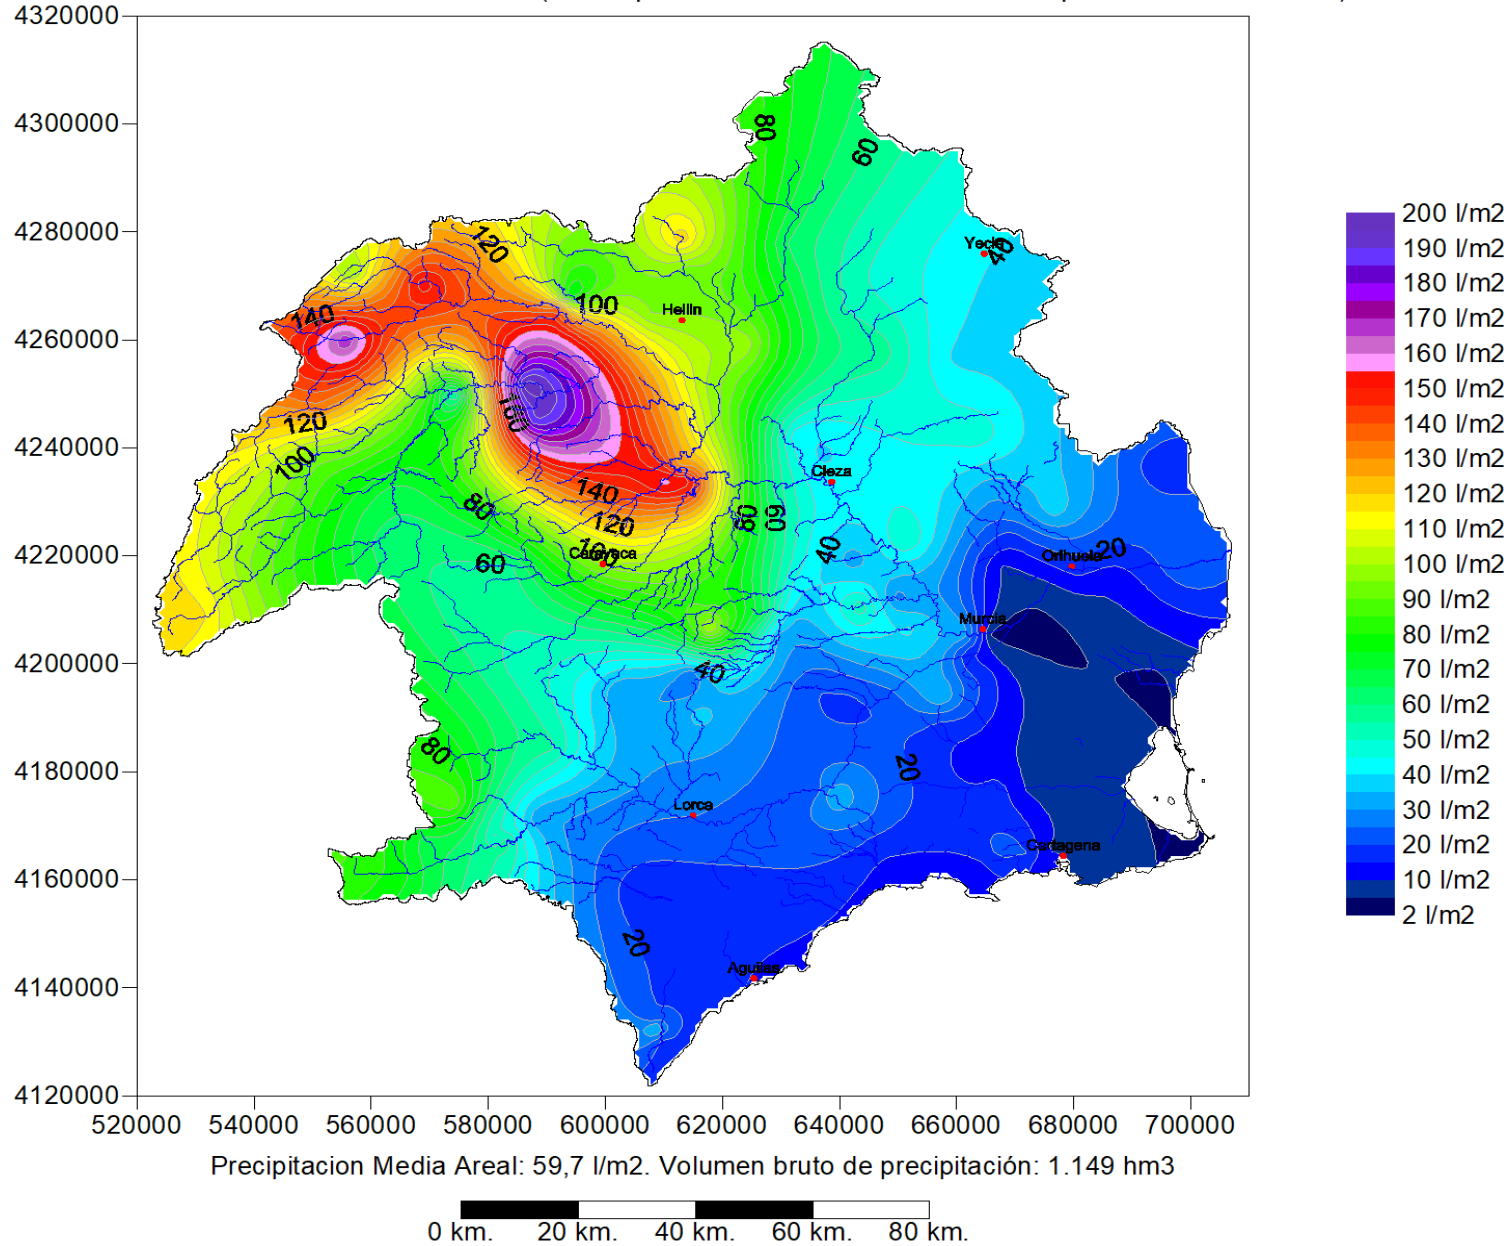 4320000
4300000
4280000
4260000
4240000
4220000
4200000
4180000
4160000
4140000
4120000
520000 540000 560000 580000 600000 620000 640000 660000 680000 700000
80
60
120
Yecla
40
100
Hellin
140
120
100
Cieza
140
80
120
80
60
40
20
Orihuela
100
Caravaca
60
Murcia
40
80
20
Lorca
Cartagena
20
Aguilas
200 l/m2
190 l/m2
180 l/m2
170 l/m2
160 l/m2
150 l/m2
140 l/m2
130 l/m2
120 l/m2
110 l/m2
100 l/m2
90 l/m2
80 l/m2
70 l/m2
60 l/m2
50 l/m2
40 l/m2
30 l/m2
20 l/m2
10 l/m2
2 l/m2
Precipitacion Media Areal: 59,7 l/m2. Volumen bruto de precipitación: 1.149 hm3
0 km. 20 km. 40 km. 60 km. 80 km.